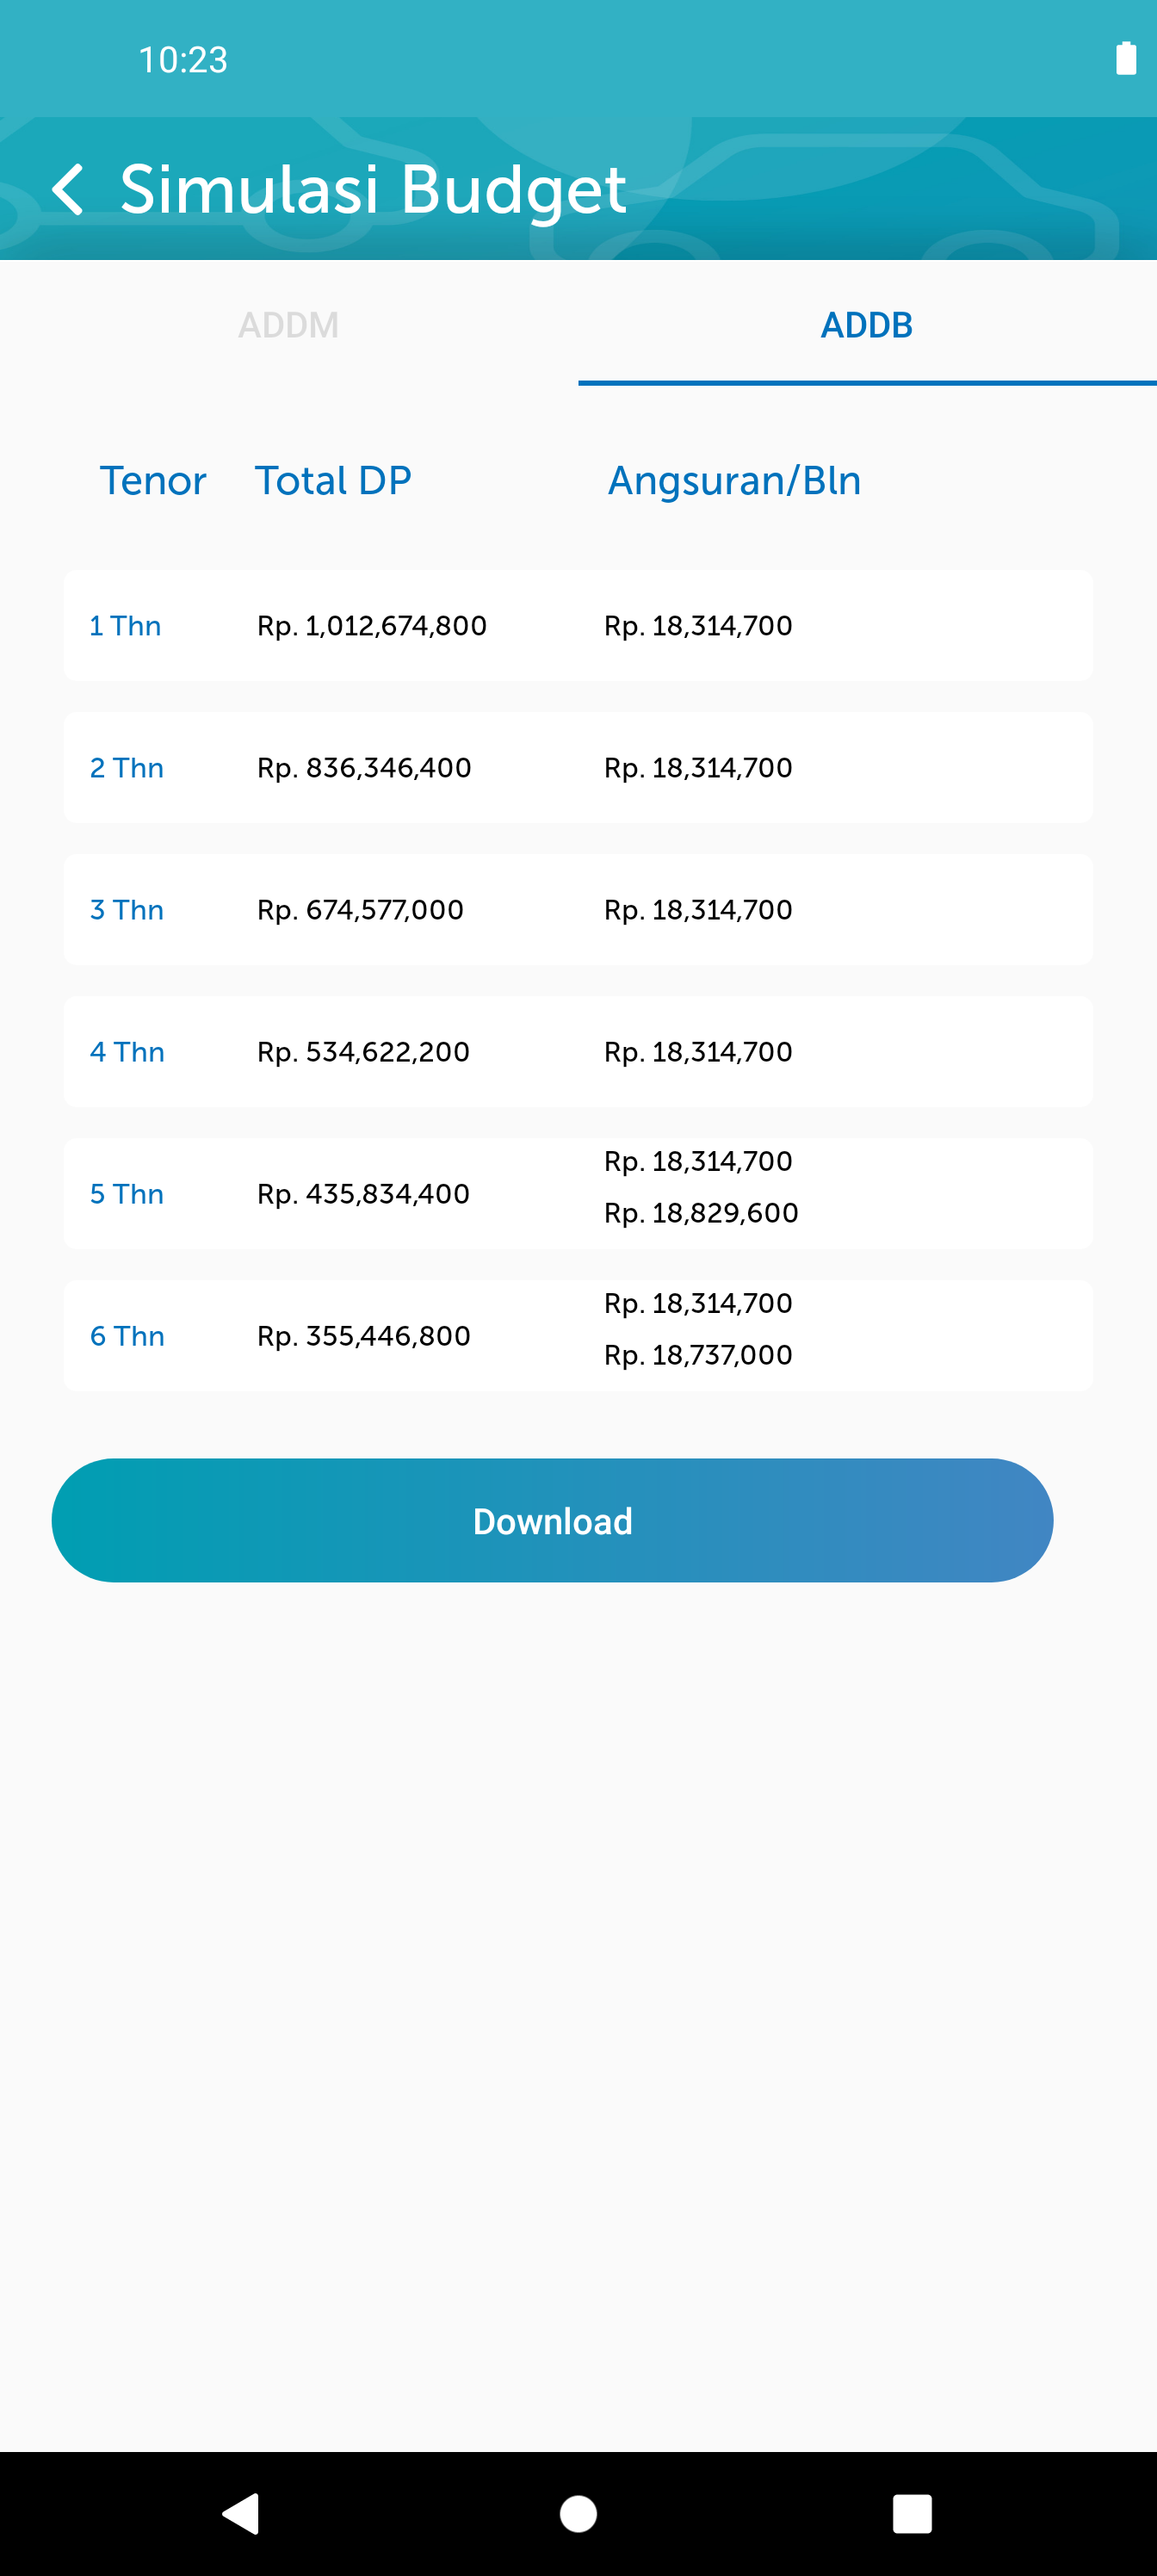 10:23
Simulasi Budget
ADDM ADDB
Tenor Total DP Angsuran/Bln
1 Thn Rp. 1,012,674,800 Rp. 18,314,700
2 Thn Rp. 836,346,400 Rp. 18,314,700
3 Thn Rp. 674,577,000 Rp. 18,314,700
4 Thn Rp. 534,622,200 Rp. 18,314,700
5 Thn Rp. 435,834,400 Rp. 18,314,700
Rp. 18,829,600
6 Thn Rp. 355,446,800 Rp. 18,314,700
Rp. 18,737,000
Download